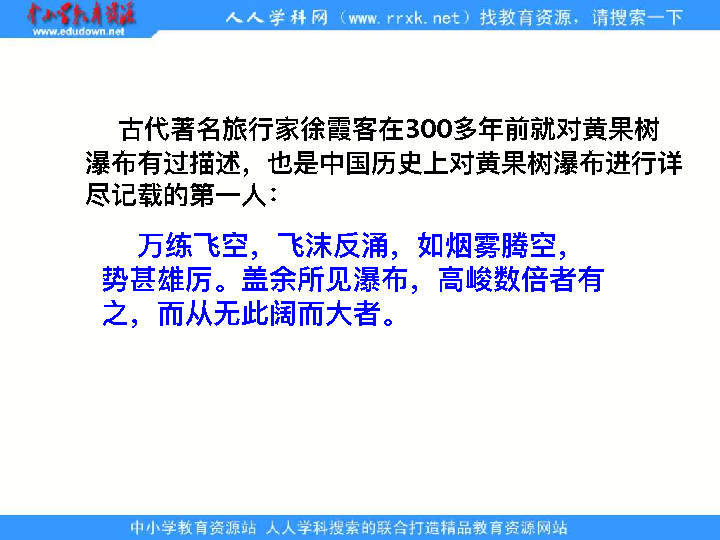 中小学教育资源
www.edudown.net
人人学科网（www.rrxk.net）找教育资源，请搜索一下
古代著名旅行家徐霞客在300多年前就对黄果树
瀑布有过描述，也是中国历史上对黄果树瀑布进行详
尽记载的第一人：
万练飞空，飞沫反涌，如烟雾腾空，
势甚雄厉。盖余所见瀑布，高峻数倍者有
之，而从无此阔而大者。
中小学教育资源站 人人学科搜索的联合打造精品教育资源网站